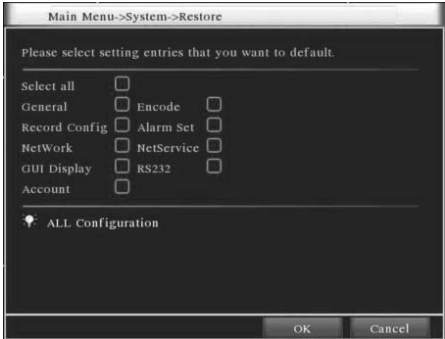 Main Menu->System->Restore
Please select setting entries that you want to default.
Select all
General Encode
Record Config Alarm Set
NetWork NetService
GUI Display RS232
Account
ALL Configuration
OK Cancel